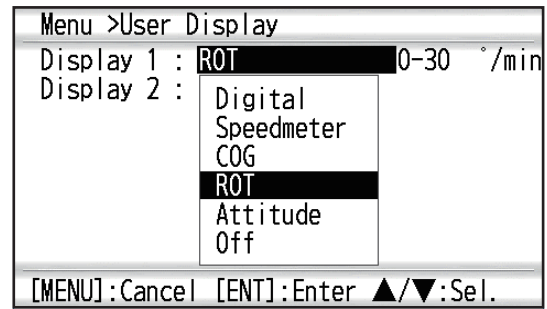 Menu >User Display
Display 1 : ROT 0-30 °/min
Display 2 :
Digital
Speedmeter
COG
ROT
Attitude
Off
[MENU]:Cancel [ENT]:Enter ▲/▼:Sel.